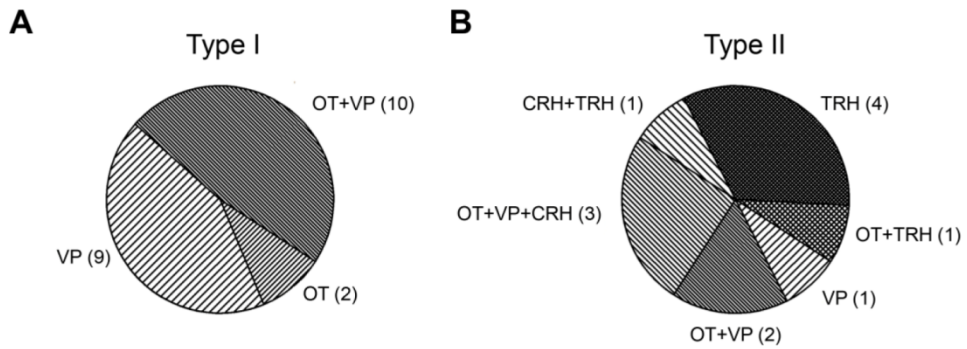 A
Type I
OT+VP (10)
VP (9)
OT (2)
B
Type II
CRH+TRH (1)
TRH (4)
OT+VP+CRH (3)
OT+TRH (1)
VP (1)
OT+VP (2)